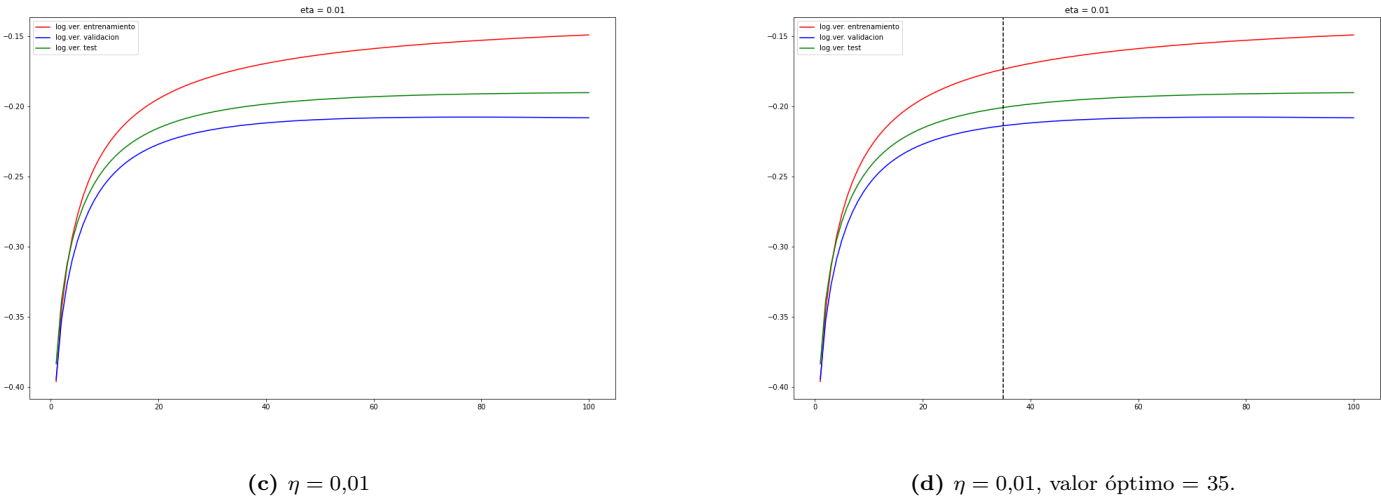 eta = 0.01
log.ver. entrenamiento
log.ver. validacion
log.ver. test
−0.15
−0.20
−0.25
−0.30
−0.35
−0.40
0 20 40 60 80 100
(c) η = 0,01
eta = 0.01
log.ver. entrenamiento
log.ver. validacion
log.ver. test
−0.15
−0.20
−0.25
−0.30
−0.35
−0.40
0 20 40 60 80 100
(d) η = 0,01, valor óptimo = 35.